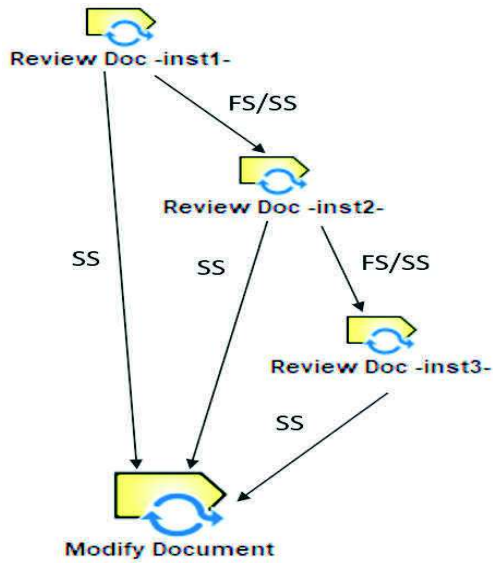 Review Doc -inst1-
FS/SS
Review Doc -inst2-
SS
SS
FS/SS
Review Doc -inst3-
SS
Modify Document